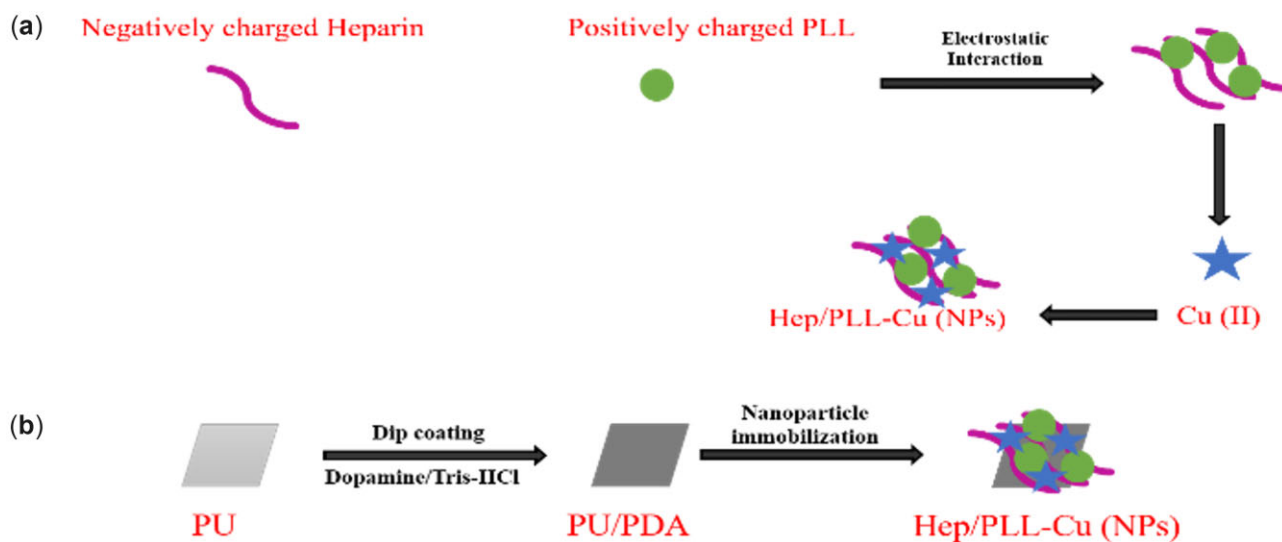 (a)
Negatively charged Heparin
Positively charged PLL
Electrostatic
Interaction
Hep/PLL-Cu (NPs)
Cu (II)
(b)
Dip coating
Dopamine/Tris-HCl
Nanoparticle
immobilization
PU
PU/PDA
Hep/PLL-Cu (NPs)